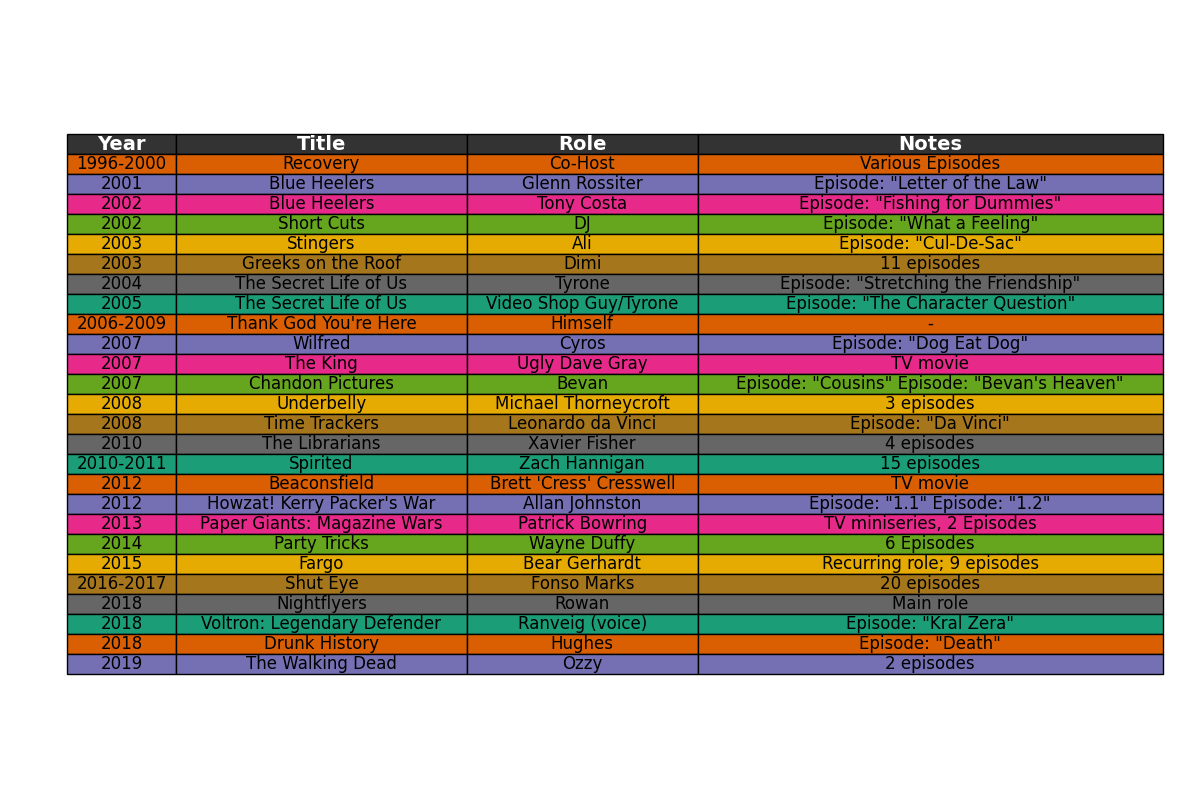 Year Title Role Notes
1996-2000 Recovery Co-Host Various Episodes
2001 Blue Heelers Glenn Rossiter Episode: "Letter of the Law"
2002 Blue Heelers Tony Costa Episode: "Fishing for Dummies"
2002 Short Cuts DJ Episode: "What a Feeling"
2003 Stingers Ali Episode: "Cul-De-Sac"
2003 Greeks on the Roof Dimi 11 episodes
2004 The Secret Life of Us Tyrone Episode: "Stretching the Friendship"
2005 The Secret Life of Us Video Shop Guy/Tyrone Episode: "The Character Question"
2006-2009 Thank God You're Here Himself -
2007 Wilfred Cyros Episode: "Dog Eat Dog"
2007 The King Ugly Dave Gray TV movie
2007 Chandon Pictures Bevan Episode: "Cousins" Episode: "Bevan's Heaven"
2008 Underbelly Michael Thorneycroft 3 episodes
2008 Time Trackers Leonardo da Vinci Episode: "Da Vinci"
2010 The Librarians Xavier Fisher 4 episodes
2010-2011 Spirited Zach Hannigan 15 episodes
2012 Beaconsfield Brett 'Cress' Cresswell TV movie
2012 Howzat! Kerry Packer's War Allan Johnston Episode: "1.1" Episode: "1.2"
2013 Paper Giants: Magazine Wars Patrick Bowring TV miniseries, 2 Episodes
2014 Party Tricks Wayne Duffy 6 Episodes
2015 Fargo Bear Gerhardt Recurring role; 9 episodes
2016-2017 Shut Eye Fonso Marks 20 episodes
2018 Nightflyers Rowan Main role
2018 Voltron: Legendary Defender Ranveig (voice) Episode: "Kral Zera"
2018 Drunk History Hughes Episode: "Death"
2019 The Walking Dead Ozzy 2 episodes